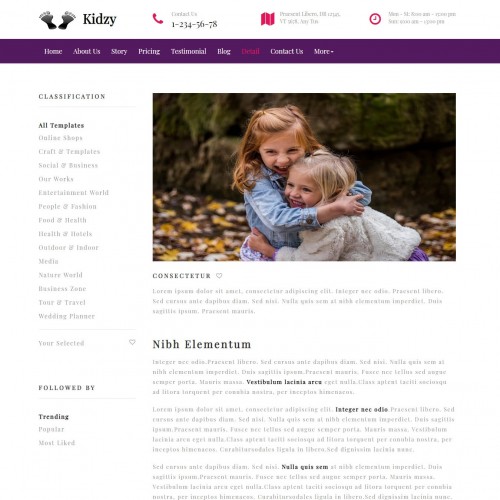 Kidzy
Contact Us
1-234-56-78
Praesent Libero, HB 12345,
VT 1078, Any Tos
Mon - St: 8:00 am - 15:00 pm
Sun: 9:00 am - 12:00 pm
Home About Us Story Pricing Testimonial Blog Detail Contact Us More
CLASSIFICATION
All Templates
Online Shops
Craft & Templates
Social & Business
Our Works
Entertainment World
People & Fashion
Food & Health
Health & Hotels
Outdoor & Indoor
Media
Nature World
Business Zone
Tour & Travel
Wedding Planner
Your Selected
FOLLOWED BY
Trending
Popular
Most Liked
CONSECTETUR
Lorem ipsum dolor sit amet, consectetur adipiscing elit. Integer nec odio. Praesent libero.
Sed cursus ante dapibus diam. Sed nisi. Nulla quis sem at nibh elementum imperdiet. Duis
sagittis ipsum. Praesent mauris.
Nibh Elementum
Integer nec odio.Praesent libero. Sed cursus ante dapibus diam. Sed nisi. Nulla quis sem at
nibh elementum imperdiet. Duis sagittis ipsum.Praesent mauris. Fusce nec tellus sed augue
semper porta. Mauris massa. Vestibulum lacinia arcu eget nulla.Class aptent taciti sociosqu
ad litora torquent per conubia nostra, per inceptos himenaeos.
Lorem ipsum dolor sit amet, Integer nec odio.Praesent libero. Sed cursus ante dapibus
diam. Sed nisi. Nulla quis sem at nibh elementum imperdiet. Duis sagittis ipsum.Praesent
mauris. Fusce nec tellus sed augue semper porta. Mauris massa. Vestibulum
lacinia arcu eget nulla.Class aptent taciti sociosqu ad litora torquent per conubia nostra, per
inceptos himenaeos. Curabitursodales ligula in libero.Sed dignissim lacinia nunc.
Sed cursus ante dapibus diam. Sed nisi. Nulla quis sem at nibh elementum imperdiet. Duis
sagittis ipsum.Praesent mauris. Fusce nec tellus sed augue semper
porta. Mauris massa. Vestibulum lacinia arcu eget nulla.Class aptent taciti sociosqu ad litora
torquent per conubia nostra, per inceptos himenaeos. Curabitursodales ligula in
libero.Sed dignissim lacinia nunc.